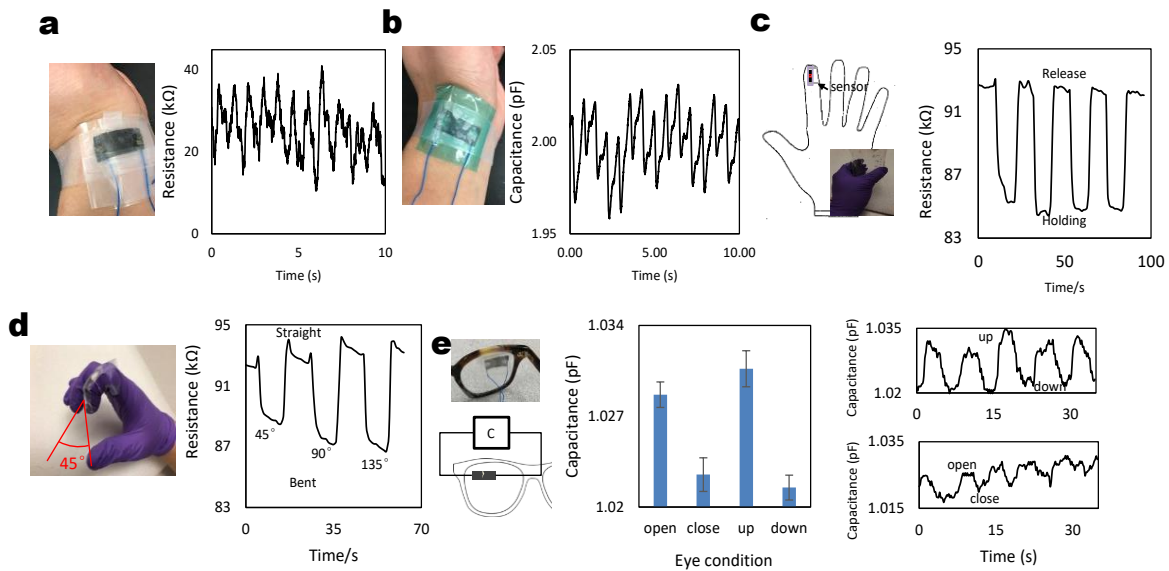 a
Resistance (kΩ)
40
20
0
0
5
10
Time (s)
b
Capacitance (pF)
2.05
2.00
1.95
0.00
5.00
10.00
Time (s)
c
sensor
Resistance (kΩ)
95
91
87
83
Release
Holding
0
50
100
Time/s
d
45°
Resistance (kΩ)
95
91
87
83
Straight
45°
90°
135°
Bent
0
35
70
Time/s
e
C
Capacitance (pF)
1.034
1.027
1.02
open
close
up
down
Eye condition
Capacitance (pF)
1.035
1.02
up
down
0
15
30
Capacitance (pF)
1.035
1.015
open
close
0
15
30
Time (s)